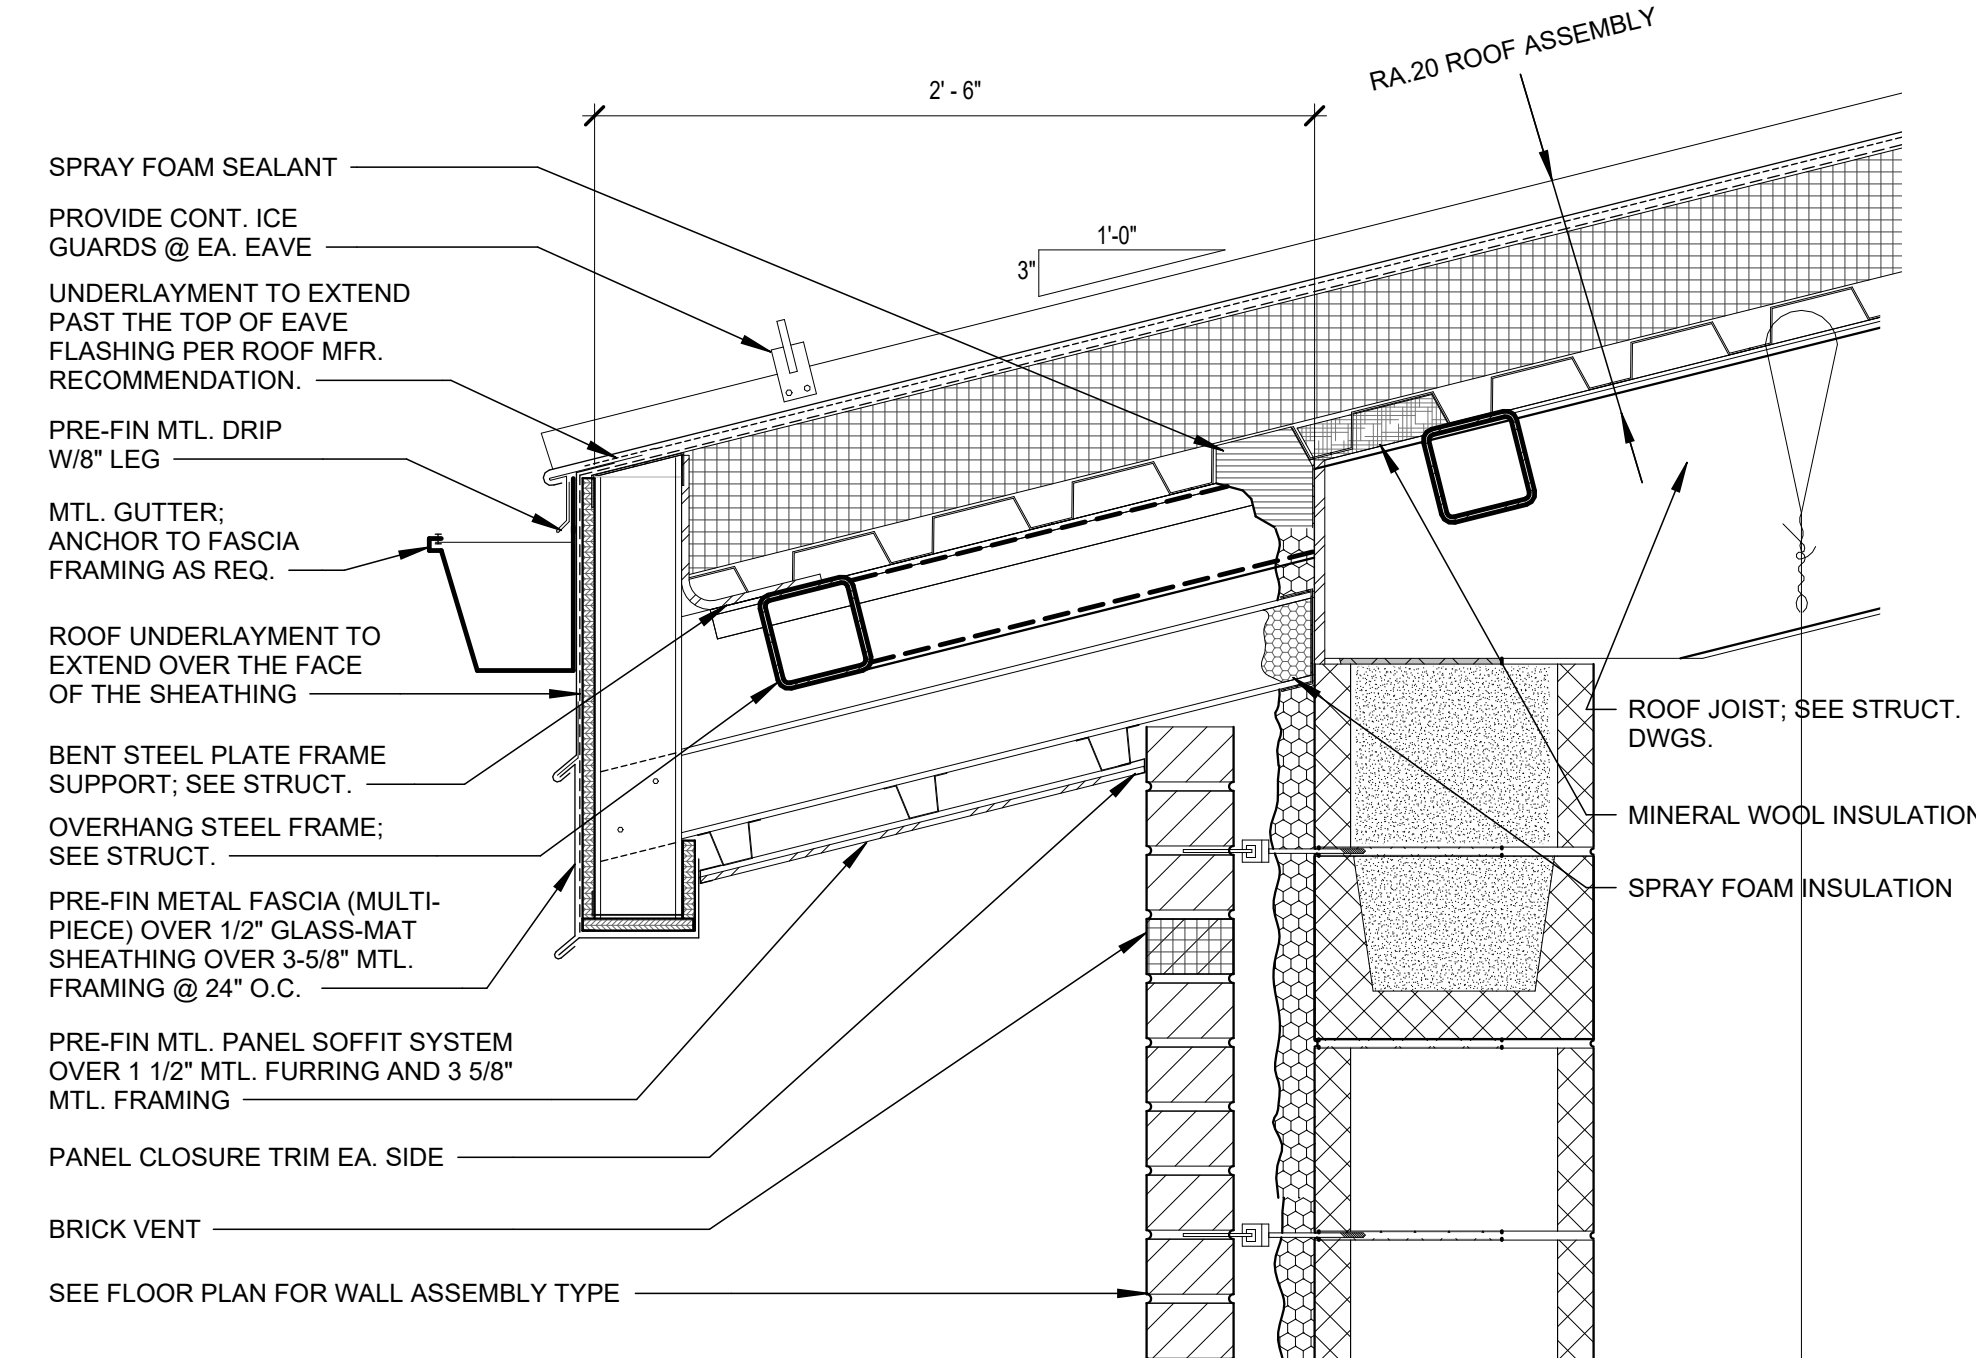 RA.20 ROOF ASSEMBLY
2' - 6"
1'-0"
3"
SPRAY FOAM SEALANT
PROVIDE CONT. ICE
GUARDS @ EA. EAVE
UNDERLAYMENT TO EXTEND
PAST THE TOP OF EAVE
FLASHING PER ROOF MFR.
RECOMMENDATION.
PRE-FIN MTL. DRIP
W/8" LEG
MTL. GUTTER;
ANCHOR TO FASCIA
FRAMING AS REQ.
ROOF UNDERLAYMENT TO
EXTEND OVER THE FACE
OF THE SHEATHING
BENT STEEL PLATE FRAME
SUPPORT; SEE STRUCT.
OVERHANG STEEL FRAME;
SEE STRUCT.
PRE-FIN METAL FASCIA (MULTI-
PIECE) OVER 1/2" GLASS-MAT
SHEATHING OVER 3-5/8" MTL.
FRAMING @ 24" O.C.
PRE-FIN MTL. PANEL SOFFIT SYSTEM
OVER 1 1/2" MTL. FURRING AND 3 5/8"
MTL. FRAMING
PANEL CLOSURE TRIM EA. SIDE
BRICK VENT
SEE FLOOR PLAN FOR WALL ASSEMBLY TYPE
ROOF JOIST; SEE STRUCT.
DWGS.
MINERAL WOOL INSULATION
SPRAY FOAM INSULATION